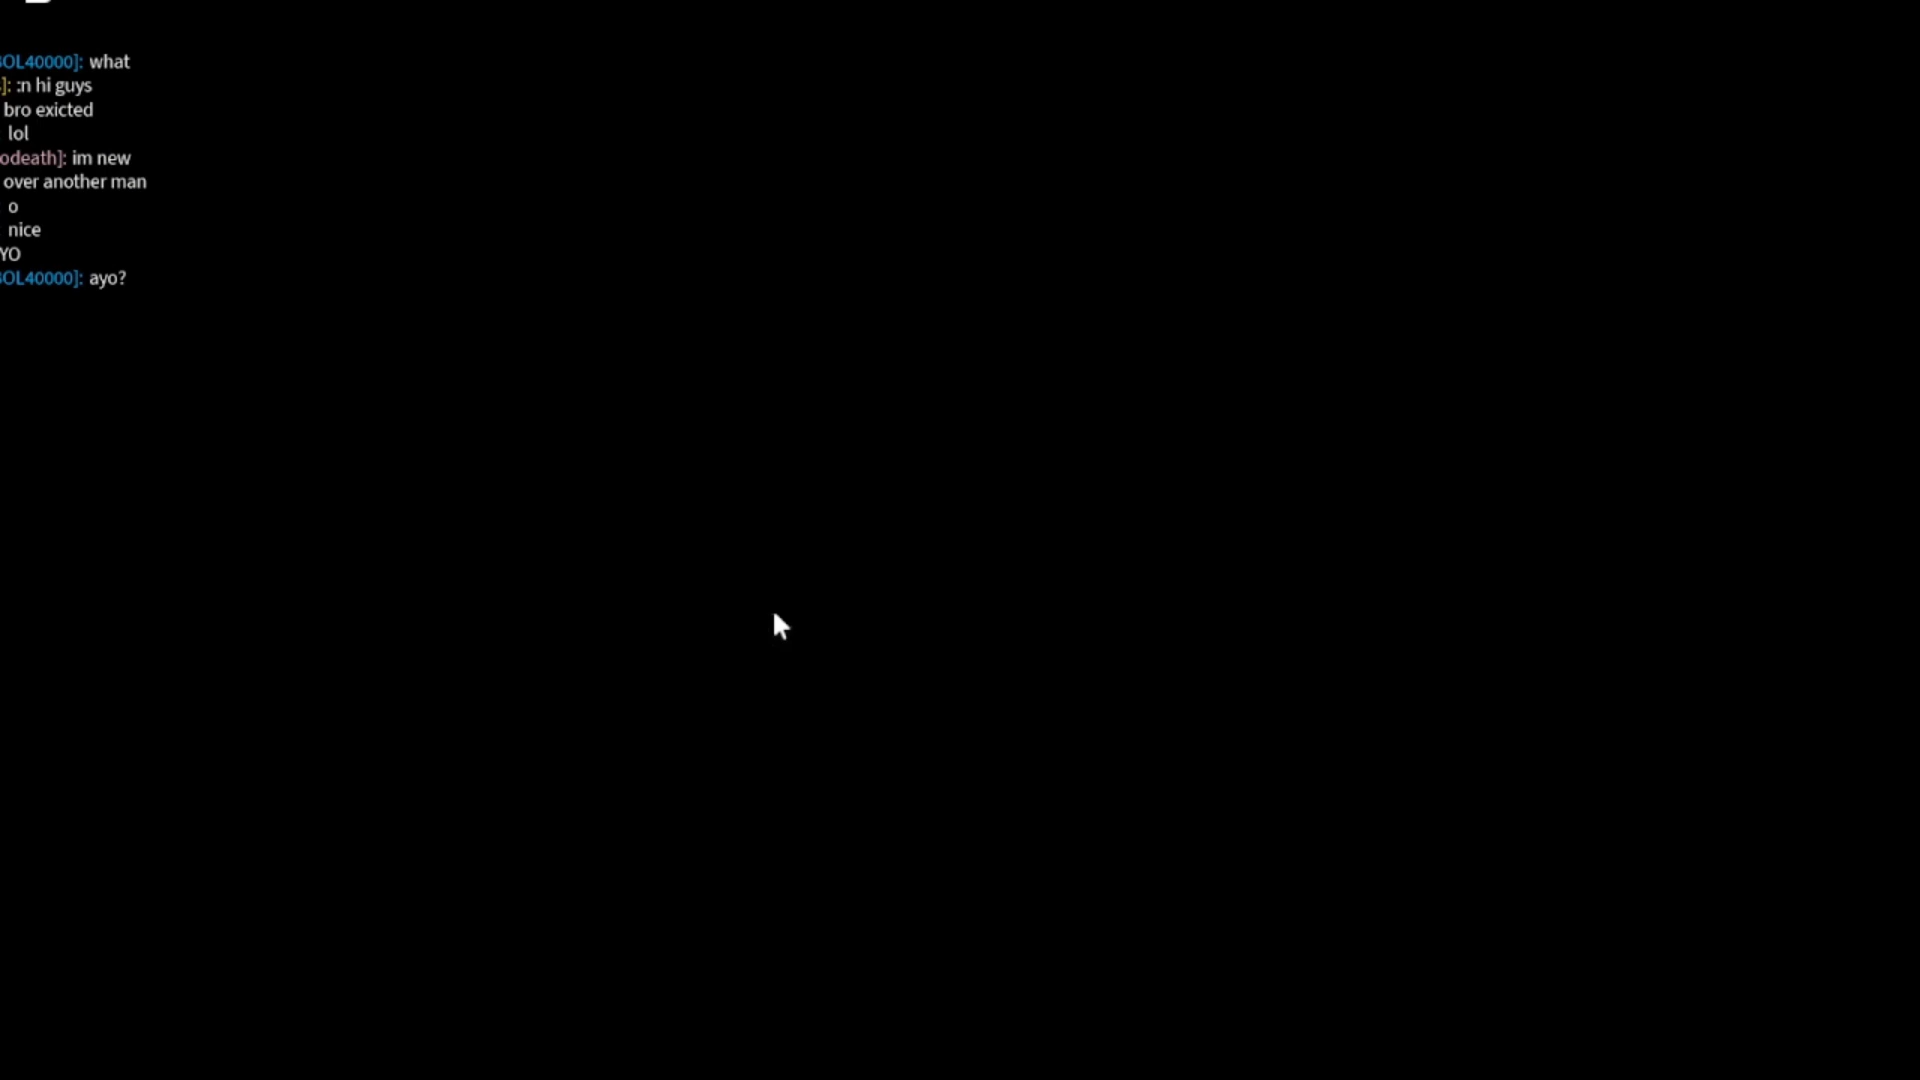 OL40000]: what
]: :n hi guys
bro exicted
lol
odeath]: im new
over another man
o
nice
YO
OL40000]: ayo?